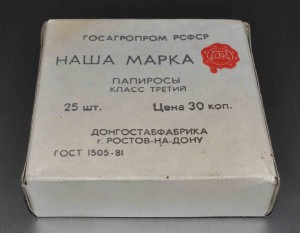 ГОСАГРОПРОМ РСФСР
НАША МАРКА
ПАПИРОСЫ
КЛАСС ТРЕТИЙ
25 шт. Цена 30 коп.
ДОНГОСТАБФАБРИКА
г. РОСТОВ-НА-ДОНУ
ГОСТ 1505-81